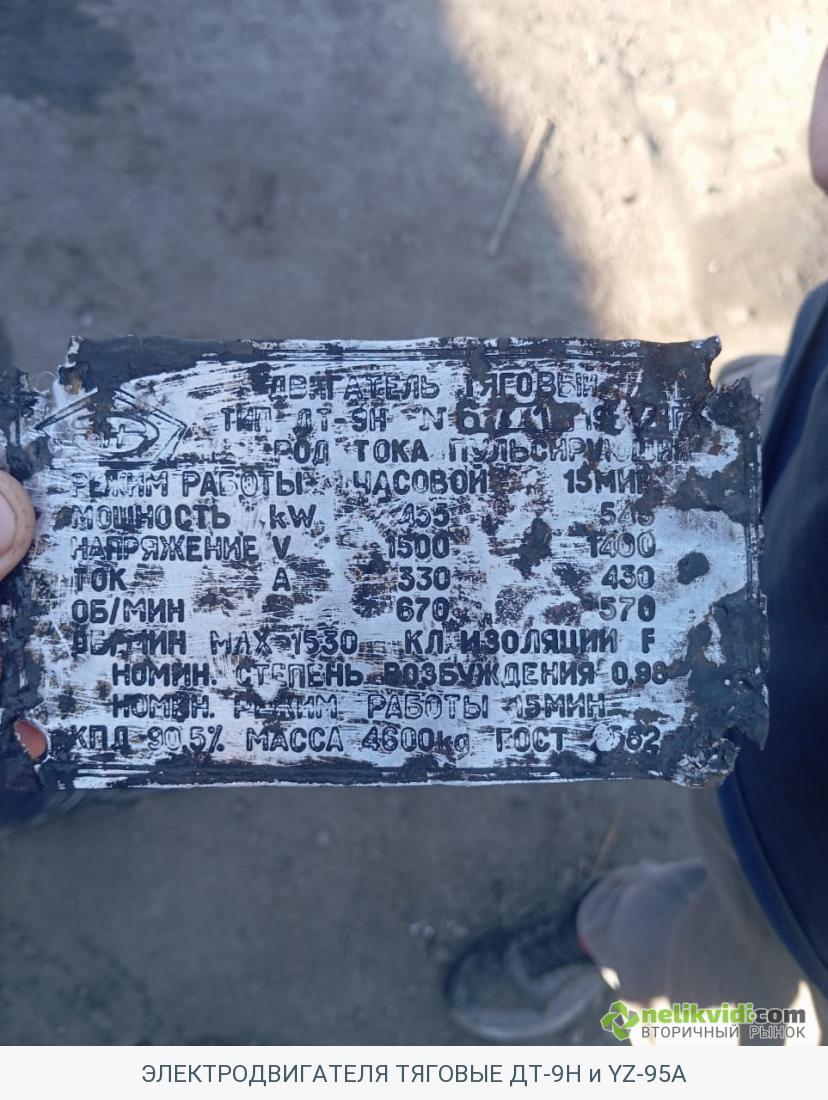 ДВИГАТЕЛЬ ТЯГОВЫЙ
ТИП ДТ-9Н №
РОД ТОКА ПУЛЬСИРУЮЩИЙ
РЕЖИМ РАБОТЫ ЧАСОВОЙ 15МИН
МОЩНОСТЬ kW 455
НАПРЯЖЕНИЕ V 1500 1400
ТОК А 330 430
ОБ/МИН 670 570
ОБ/МИН МАХ 1530 КЛ. ИЗОЛЯЦИИ F
НОМИН. СТЕПЕНЬ ВОЗБУЖДЕНИЯ 0,98
НОМИН. РЕЖИМ РАБОТЫ 15МИН
КПД 90,5% МАССА 4600kg ГОСТ
nelikvidi.com
ВТОРИЧНЫЙ РЫНОК
ЭЛЕКТРОДВИГАТЕЛЯ ТЯГОВЫЕ ДТ-9Н и YZ-95A